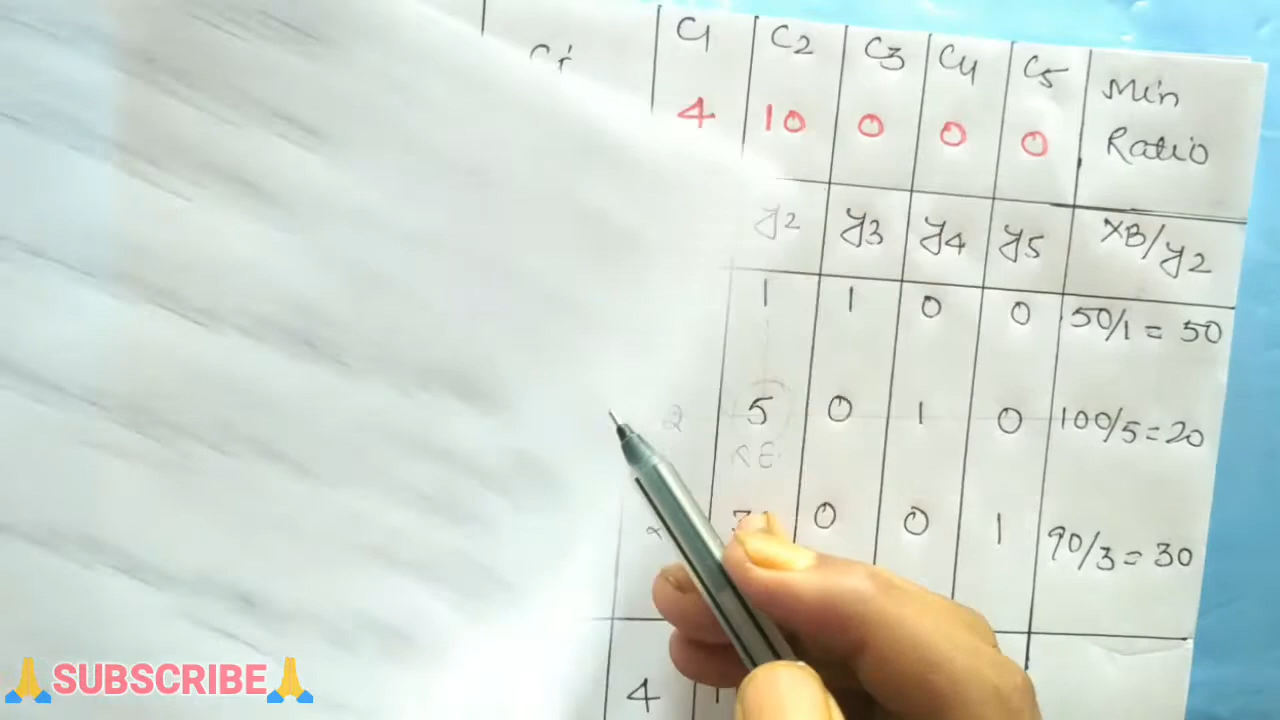 Cj C1 C2 C3 C4 C5 Min
4 10 0 0 0 Ratio
y2 y3 y4 y5 XB/y2
1 1 0 0 50/1 = 50
2 5 0 1 0 100/5=20
0 0 1 90/3=30
4
🙏SUBSCRIBE🙏